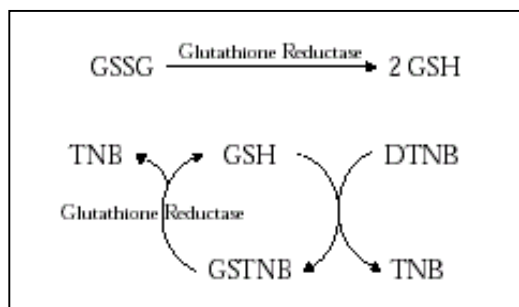 Glutathione Reductase
GSSG 2 GSH
TNB GSH DTNB
Glutathione Reductase
GSTNB TNB